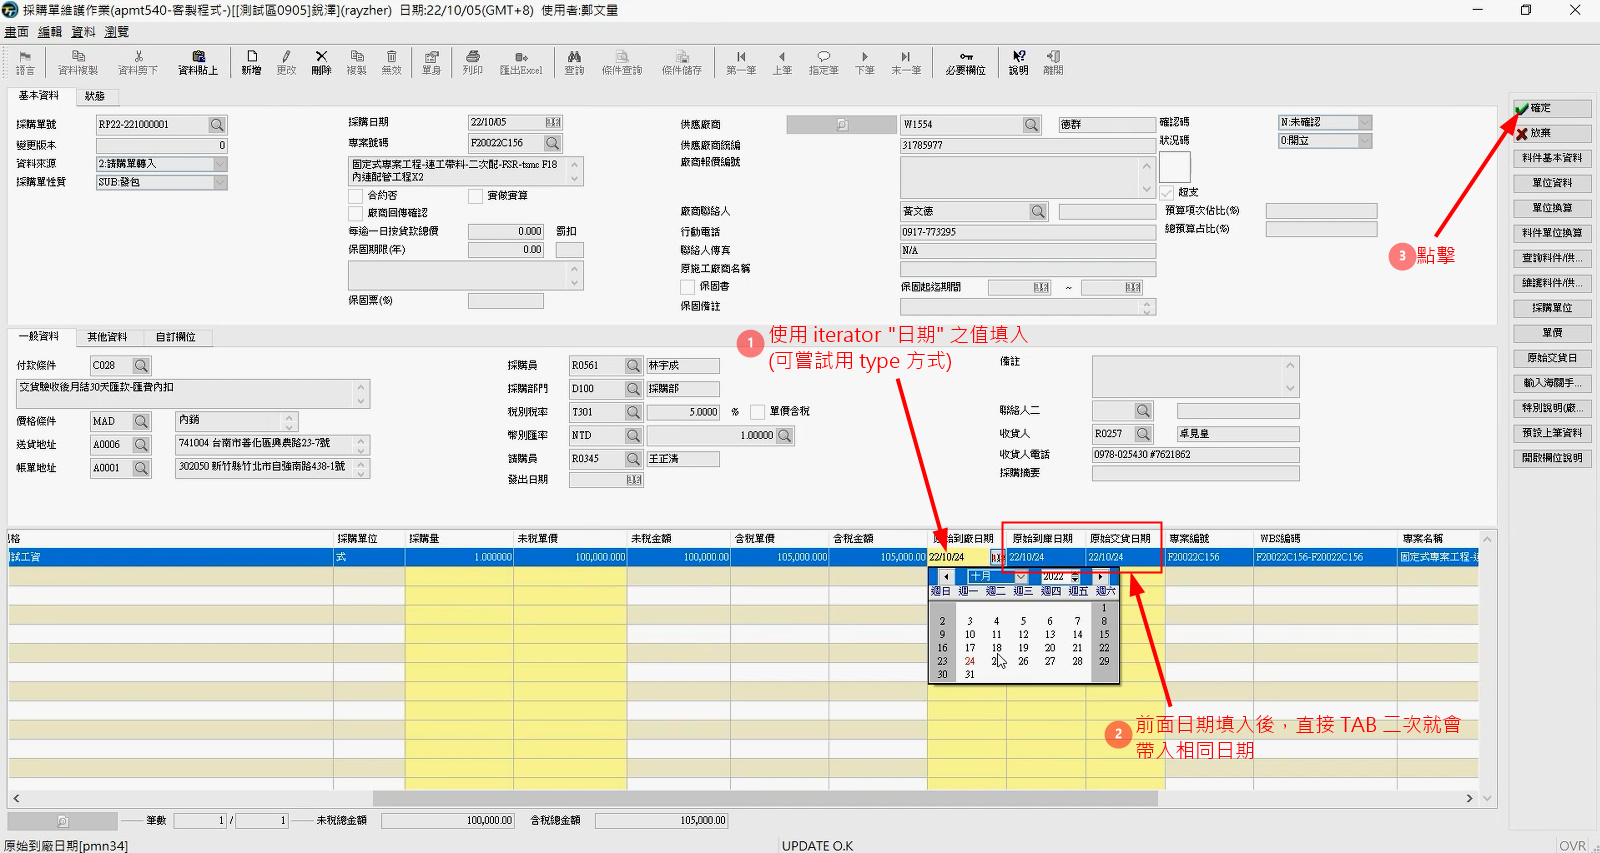 採購單維護作業(apmt540-客製程式-)[[測試區0905]銳澤](rayzher) 日期:22/10/05(GMT+8) 使用者:鄭文量
畫面 編輯 資料 瀏覽
語言 資料複製 資料剪下 資料貼上 新增 更改 刪除 複製 無效 單身 列印 匯出Excel 查詢 條件查詢 條件儲存 第一筆 上筆 指定筆 下筆 末一筆 必要欄位 說明 離開
基本資料 狀態
採購單號 RP22-221000001
變更版本 0
資料來源 2:請購單轉入
採購單性質 SUB:發包
採購日期 22/10/05
專案號碼 F20022C156
固定式專案工程-連工帶料-二次配-FSR-tsmc F18
內連配管工程X2
合約否 實做實算
廠商回傳確認
每逾一日按貨款總價 0.000 罰扣
保固期限(年) 0.00
保固票(%)
供應廠商 W1554 德群
供應廠商統編 31785977
廠商報價編號
廠商聯絡人 黃文德
行動電話 0917-773295
聯絡人傳真 N/A
原施工廠商名稱
保固書 保固起迄期間 ~
保固備註
確認碼 N:未確認
狀況碼 0:開立
超支
預算項次佔比(%)
總預算占比(%)
確定
放棄
料件基本資料
單位資料
單位換算
料件單位換算
查詢料件/供...
維護料件/供...
採購單位
單價
原始交貨日
輸入海關手...
特別說明(廠...
預設上筆資料
開啟欄位說明
3 點擊
1 使用 iterator "日期" 之值填入
(可嘗試用 type 方式)
一般資料 其他資料 自訂欄位
付款條件 C028
交貨驗收後月結30天匯款-匯費內扣
價格條件 MAD 內銷
送貨地址 A0006 741004 台南市善化區興農路23-7號
帳單地址 A0001 302050 新竹縣竹北市自強南路438-1號
採購員 R0561 林宇成
採購部門 D100 採購部
稅別稅率 T301 5.0000 % 單價含稅
幣別匯率 NTD 1.00000
請購員 R0345 王正清
發出日期
備註
聯絡人二
收貨人 R0257 卓見皇
收貨人電話 0978-025430 #7621862
採購摘要
格 採購單位 採購量 未稅單價 未稅金額 含稅單價 含稅金額 原始到廠日期 原始到廠日期 原始交貨日期 專案編號 WBS編碼 專案名稱
試工資 式 1.000000 100,000.000 100,000.000 105,000.000 105,000.000 22/10/24 22/10/24 22/10/24 F20022C156 F20022C156-F20022C156 固定式專案工程-
十月 2022
週日 週一 週二 週三 週四 週五 週六
1
2 3 4 5 6 7 8
9 10 11 12 13 14 15
16 17 18 19 20 21 22
23 24 2 26 27 28 29
30 31
2 前面日期填入後，直接 TAB 二次就會
帶入相同日期
筆數 1 / 1 未稅總金額 100,000.00 含稅總金額 105,000.00
原始到廠日期[pmn34] UPDATE O.K OVR